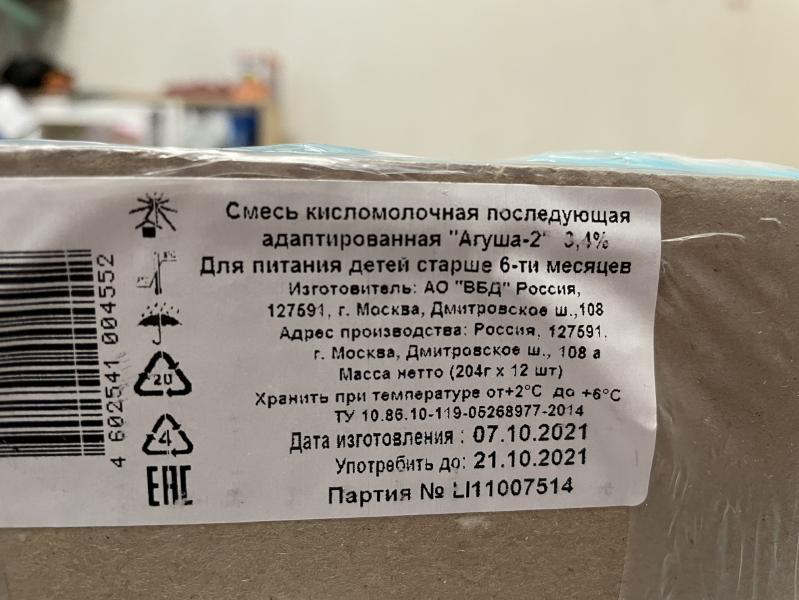 Смесь кисломолочная последующая
адаптированная "Агуша-2" 3,4%
Для питания детей старше 6-ти месяцев
Изготовитель: АО "ВБД" Россия,
127591, г. Москва, Дмитровское ш.,108
Адрес производства: Россия, 127591,
г. Москва, Дмитровское ш., 108 а
Масса нетто (204г х 12 шт)
Хранить при температуре от+2°С до +6°С
ТУ 10.86.10-119-05268977-2014
Дата изготовления : 07.10.2021
Употребить до: 21.10.2021
Партия № LI11007514
4 602541 004552
20
4
ЕАС